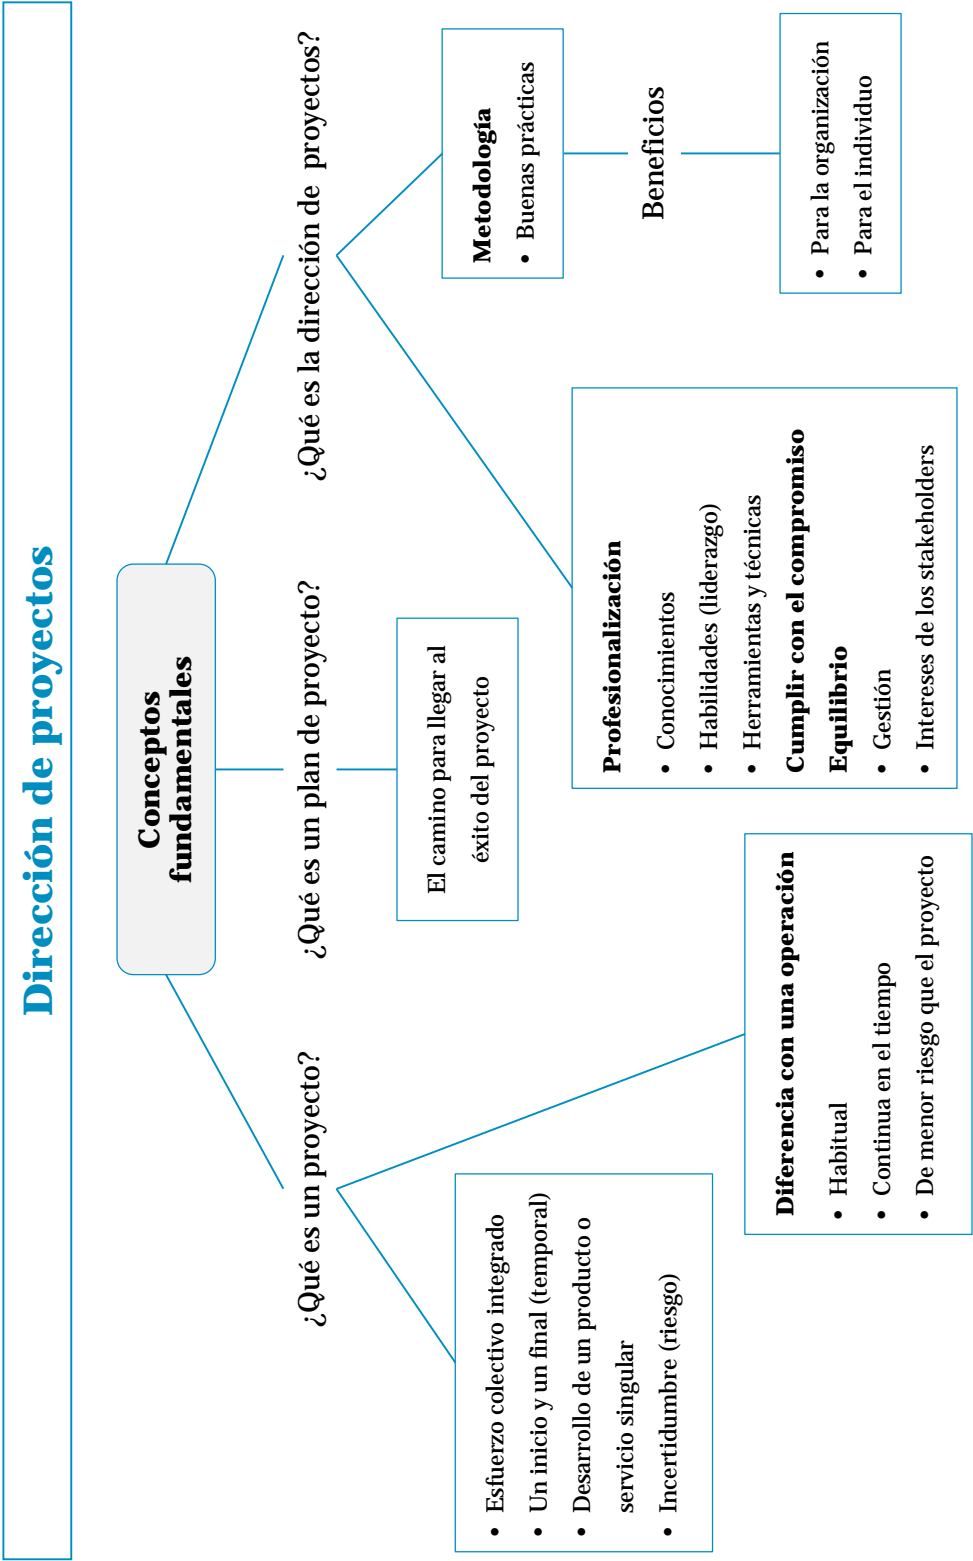 Dirección de proyectos
Conceptos
fundamentales
¿Qué es un proyecto?
• Esfuerzo colectivo integrado
• Un inicio y un final (temporal)
• Desarrollo de un producto o
servicio singular
• Incertidumbre (riesgo)
Diferencia con una operación
• Habitual
• Continua en el tiempo
• De menor riesgo que el proyecto
¿Qué es un plan de proyecto?
El camino para llegar al
éxito del proyecto
¿Qué es la dirección de proyectos?
Profesionalización
• Conocimientos
• Habilidades (liderazgo)
• Herramientas y técnicas
Cumplir con el compromiso
Equilibrio
• Gestión
• Intereses de los stakeholders
Metodología
• Buenas prácticas
Beneficios
• Para la organización
• Para el individuo